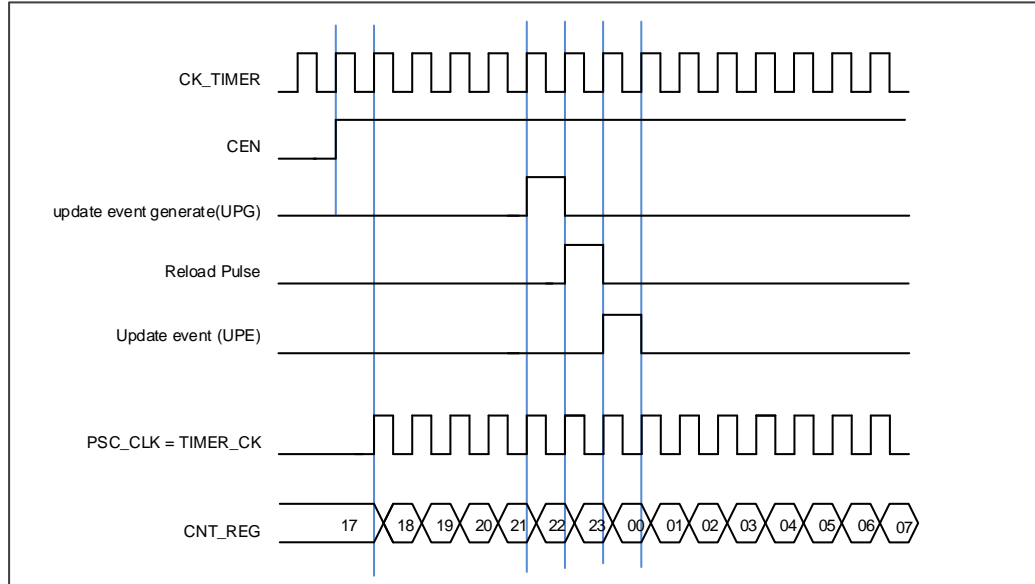 CK_TIMER
CEN
update event generate(UPG)
Reload Pulse
Update event (UPE)
PSC_CLK = TIMER_CK
CNT_REG 17 18 19 20 21 22 23 00 01 02 03 04 05 06 07